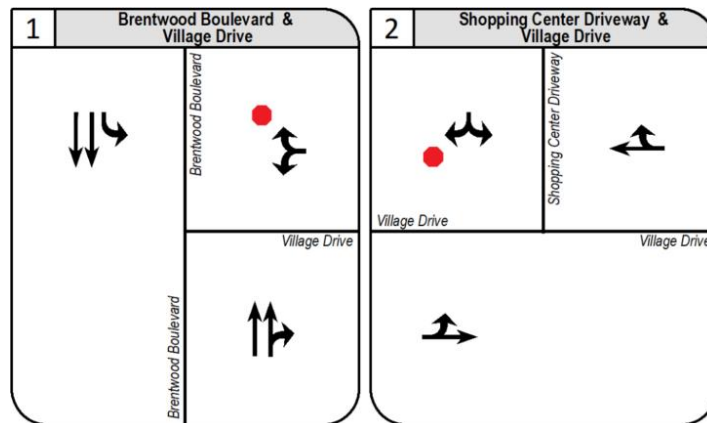 1
Brentwood Boulevard &
Village Drive
Brentwood Boulevard
Village Drive
Brentwood Boulevard
2
Shopping Center Driveway &
Village Drive
Shopping Center Driveway
Village Drive
Village Drive